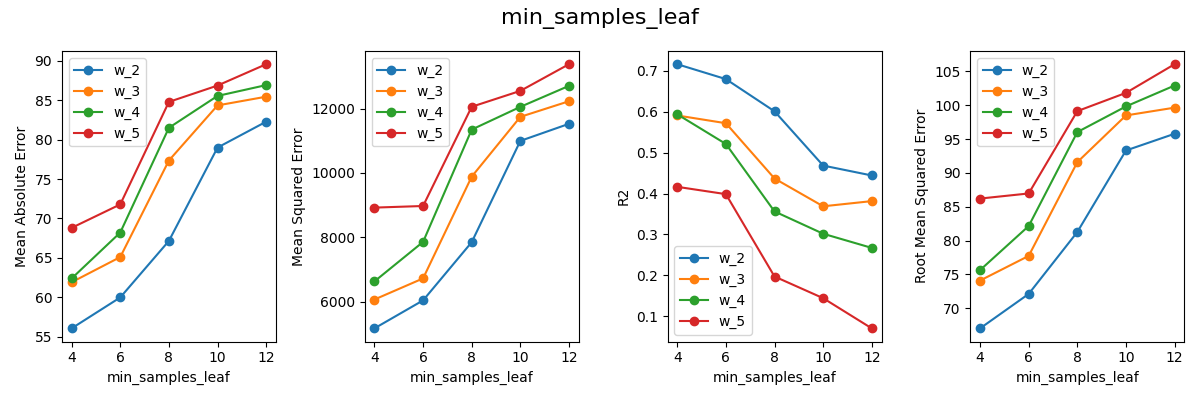 min_samples_leaf
Mean Absolute Error
90
85
80
75
70
65
60
55
w_2
w_3
w_4
w_5
4 6 8 10 12
min_samples_leaf
Mean Squared Error
12000
10000
8000
6000
w_2
w_3
w_4
w_5
4 6 8 10 12
min_samples_leaf
R2
0.7
0.6
0.5
0.4
0.3
0.2
0.1
w_2
w_3
w_4
w_5
4 6 8 10 12
min_samples_leaf
Root Mean Squared Error
105
100
95
90
85
80
75
70
w_2
w_3
w_4
w_5
4 6 8 10 12
min_samples_leaf